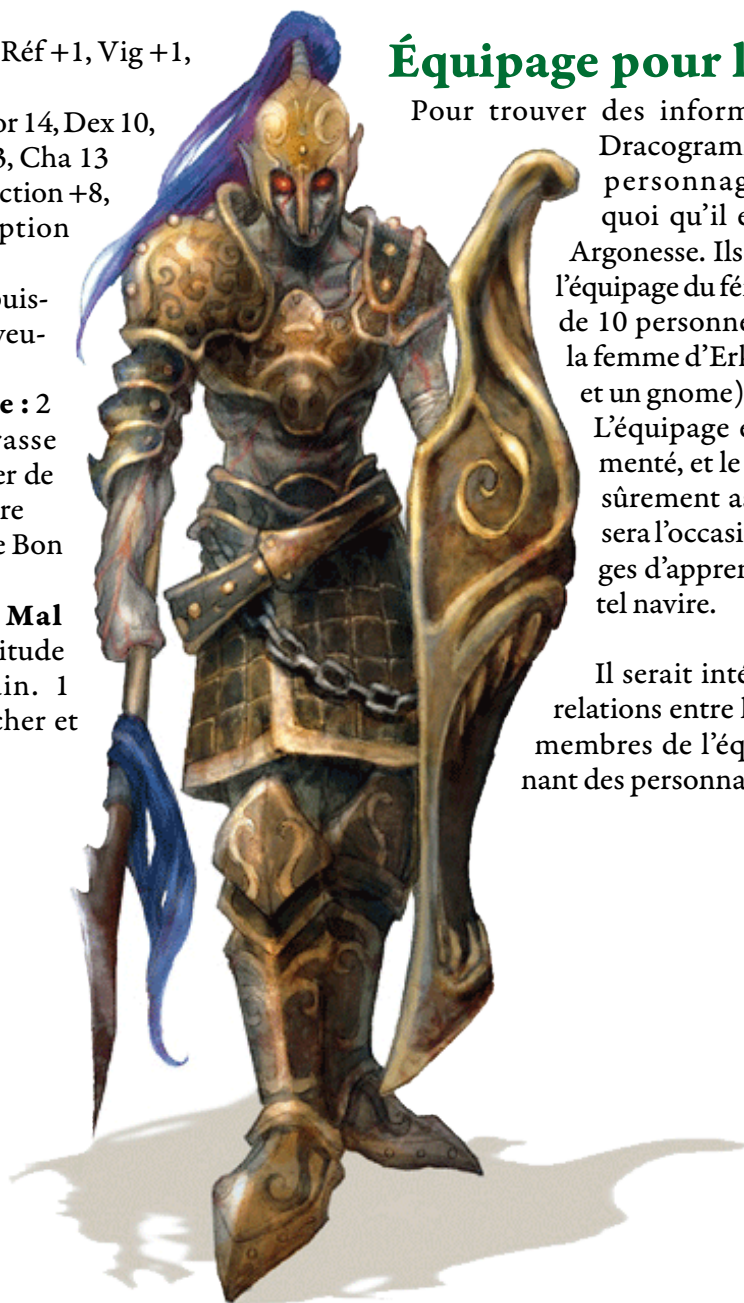 Réf +1, Vig +1,
or 14, Dex 10,
3, Cha 13
ction +8,
ption
uis-
veu-
e : 2
asse
er de
re
e Bon
Mal
itude
in. 1
cher et
Équipage pour l
Pour trouver des inform
Dracogram
personnag
quoi qu'il e
Argonesse. Ils
l'équipage du fé
de 10 personne
la femme d'Erl
et un gnome)
L'équipage e
menté, et le
sûrement as
sera l'occasi
ges d'appren
tel navire.
Il serait inté
relations entre l
membres de l'éq
nant des personna